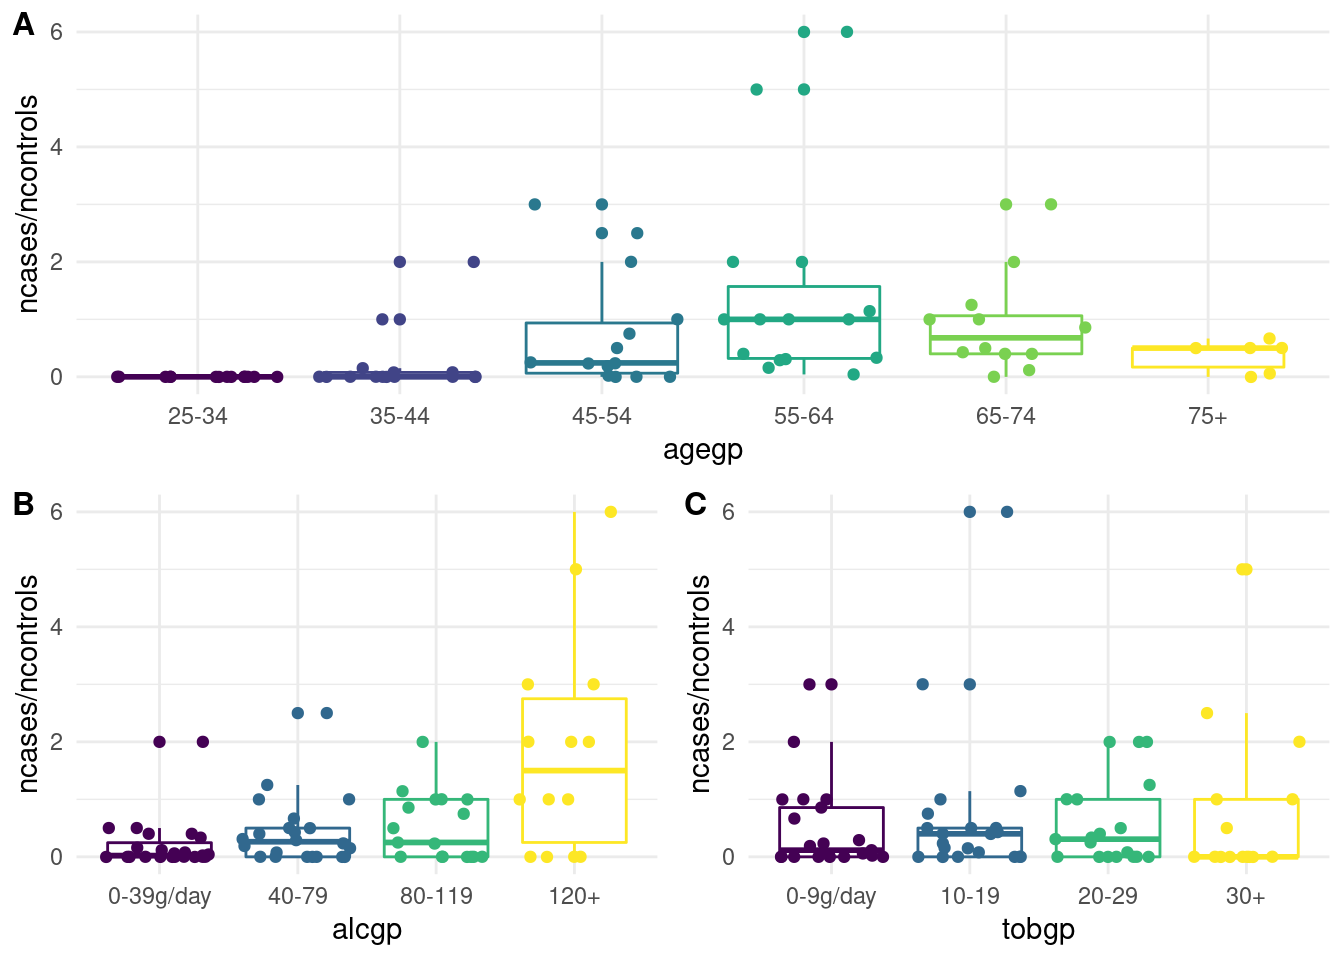 A
ncases/ncontrols
6
4
2
0
25-34 35-44 45-54 55-64 65-74 75+
agegp
B
ncases/ncontrols
6
4
2
0
0-39g/day 40-79 80-119 120+
alcgp
C
ncases/ncontrols
6
4
2
0
0-9g/day 10-19 20-29 30+
tobgp